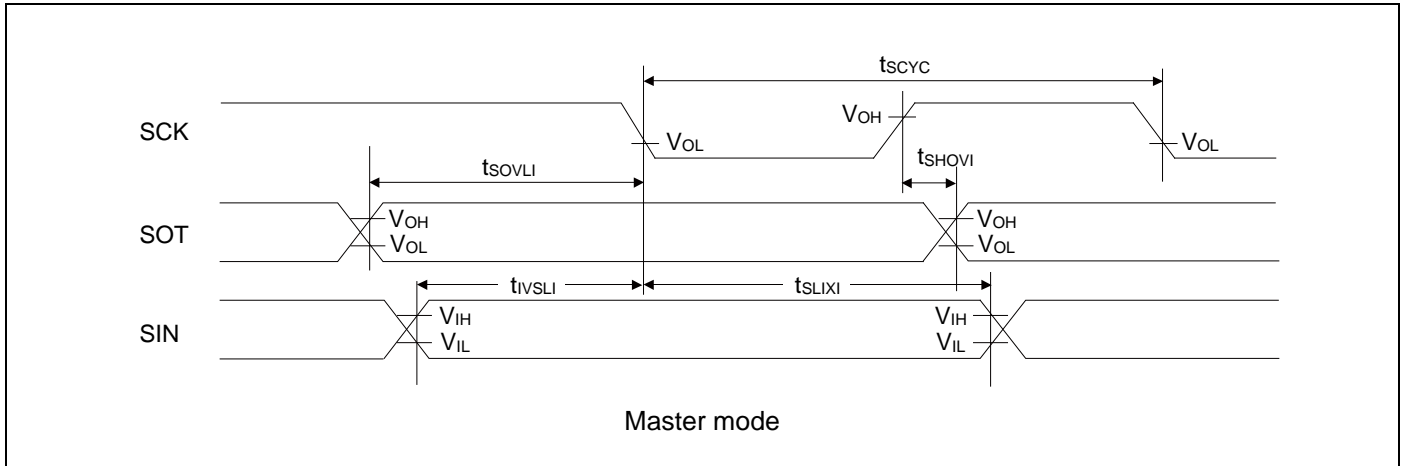 tSCYC
SCK
VOH
VOL
VOL
tSHOVI
tSOVLI
SOT
VOH
VOL
VOH
VOL
tIVSLI
tSLIXI
SIN
VIH
VIL
VIH
VIL
Master mode